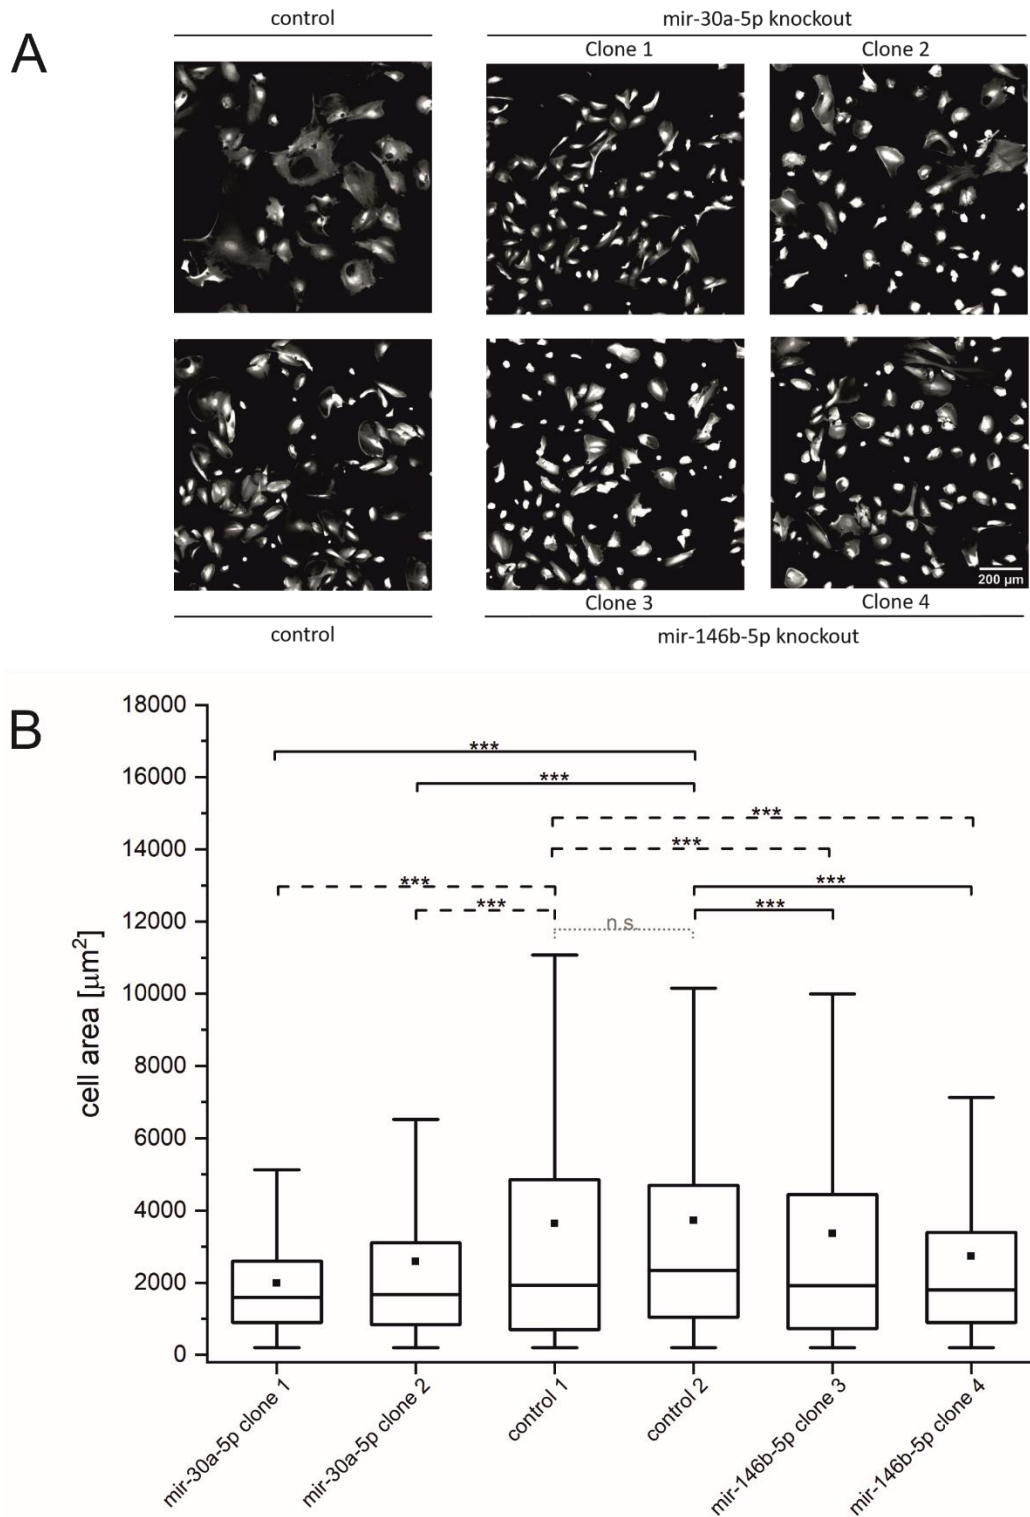 A
control
mir-30a-5p knockout
Clone 1
Clone 2
200 µm
Clone 3
Clone 4
control
mir-146b-5p knockout
B
18000
16000
14000
12000
10000
8000
6000
4000
2000
0
cell area [µm²]
***
***
***
***
***
***
***
***
n.s.
mir-30a-5p clone 1
mir-30a-5p clone 2
control 1
control 2
mir-146b-5p clone 3
mir-146b-5p clone 4